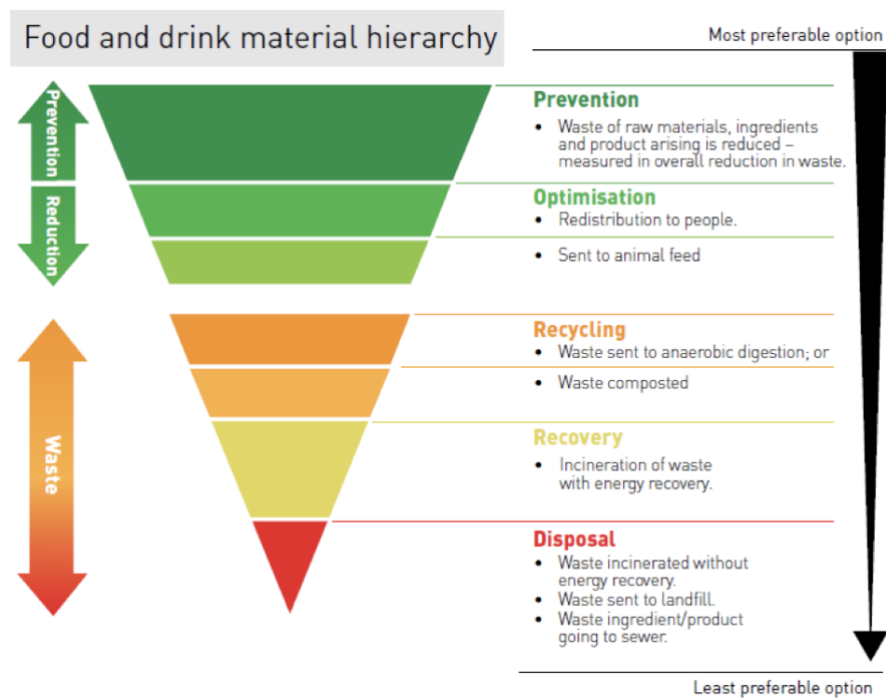 Food and drink material hierarchy
Most preferable option
Prevention
Reduction
Waste
Prevention
• Waste of raw materials, ingredients
and product arising is reduced –
measured in overall reduction in waste.
Optimisation
• Redistribution to people.
• Sent to animal feed
Recycling
• Waste sent to anaerobic digestion; or
• Waste composted
Recovery
• Incineration of waste
with energy recovery.
Disposal
• Waste incinerated without
energy recovery.
• Waste sent to landfill.
• Waste ingredient/product
going to sewer.
Least preferable option